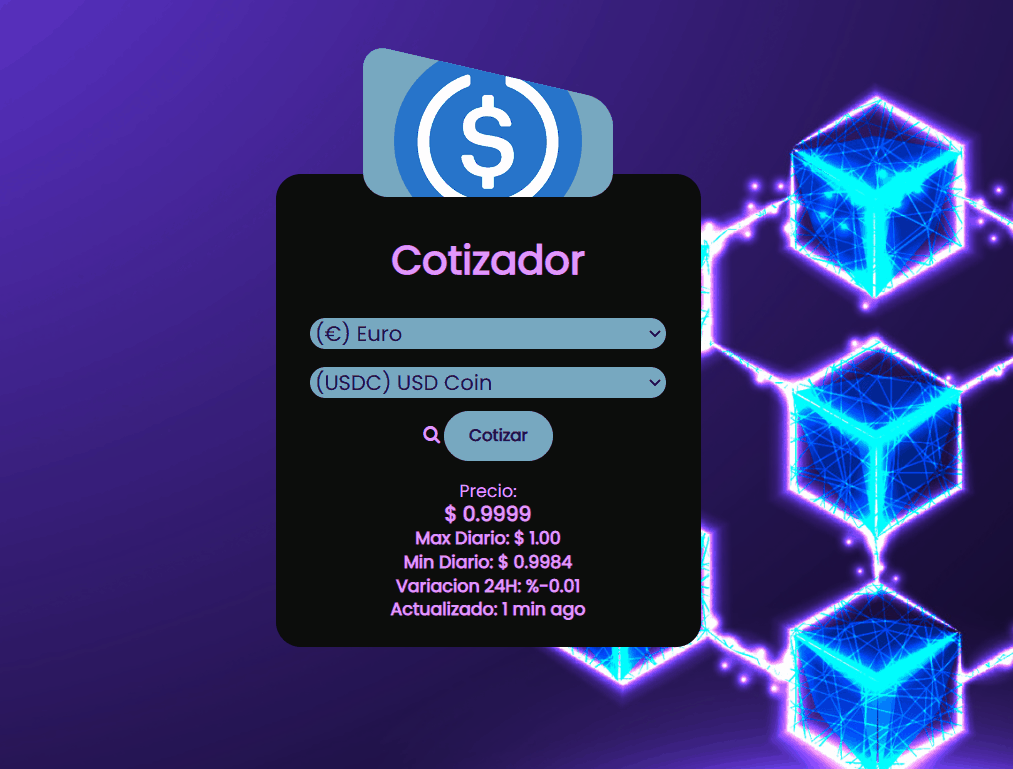 $
Cotizador
(€) Euro
(USDC) USD Coin
Cotizar
Precio:
$ 0.9999
Max Diario: $ 1.00
Min Diario: $ 0.9984
Variacion 24H: %-0.01
Actualizado: 1 min ago